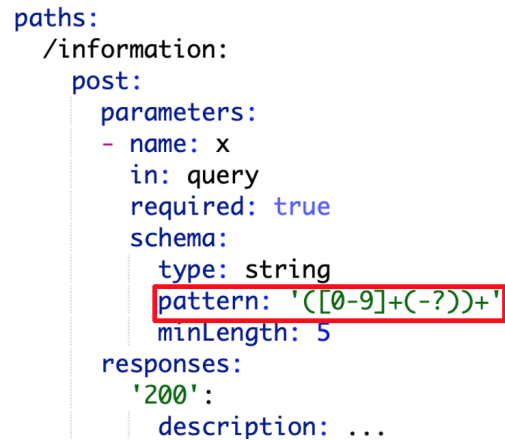 paths:
  /information:
    post:
      parameters:
      - name: x
        in: query
        required: true
        schema:
          type: string
          pattern: '([0-9]+(-?))+'
          minLength: 5
      responses:
        '200':
          description: ...